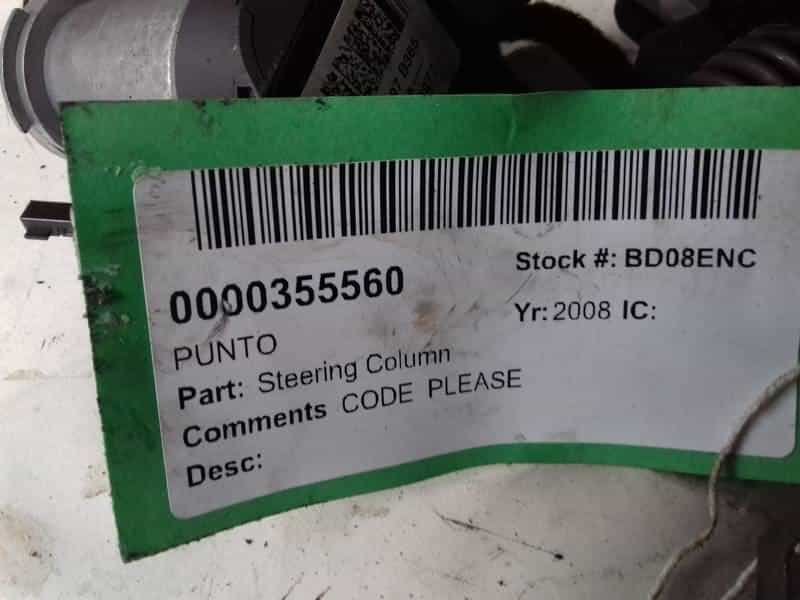 0000355560
Stock #: BD08ENC
PUNTO
Yr: 2008 IC:
Part: Steering Column
Comments CODE PLEASE
Desc: